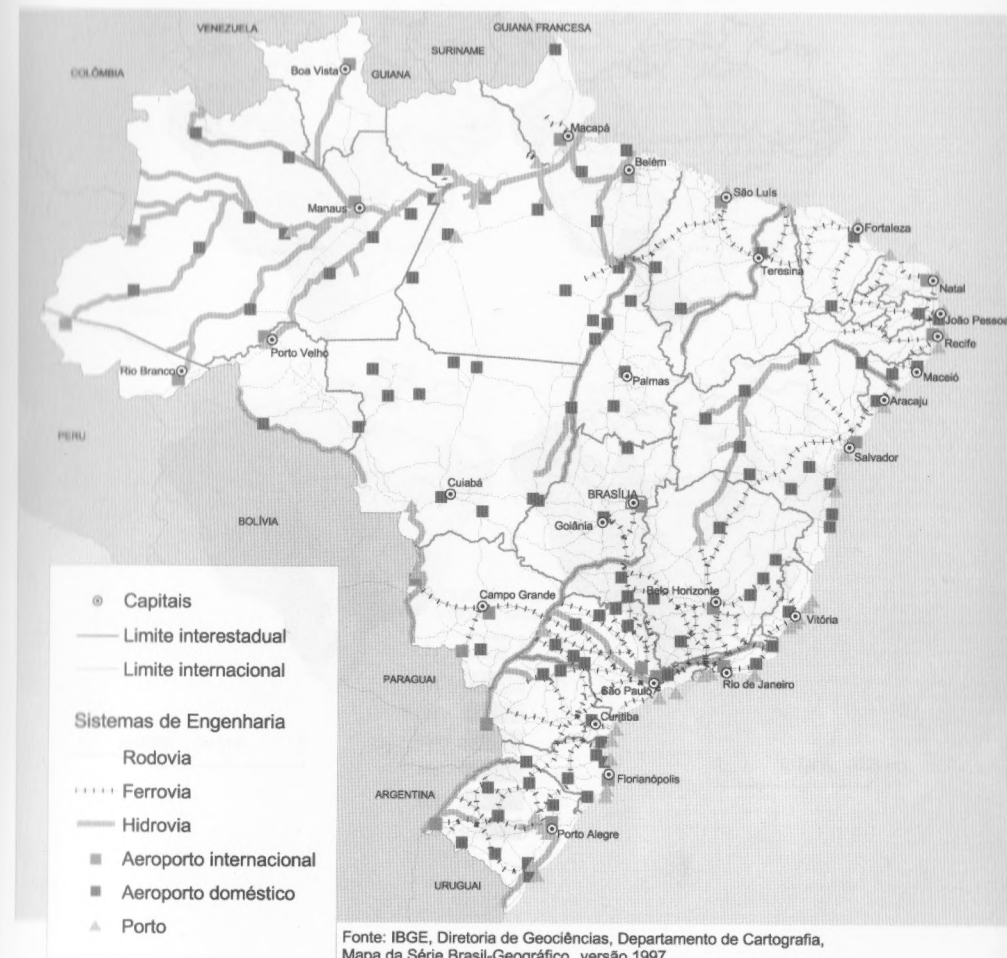 VENEZUELA
GUIANA FRANCESA
SURINAME
COLÔMBIA
Boa Vista
GUIANA
Macapá
Belém
São Luís
Manaus
Fortaleza
Teresina
Natal
João Pessoa
Porto Velho
Recife
Rio Branco
Palmas
Maceió
Aracaju
PERU
Salvador
Cuiabá
BRASÍLIA
Goiânia
BOLÍVIA
Campo Grande
Belo Horizonte
Vitória
PARAGUAI
São Paulo
Rio de Janeiro
Curitiba
Florianópolis
ARGENTINA
Porto Alegre
URUGUAI
Capitais
Limite interestadual
Limite internacional
Sistemas de Engenharia
Rodovia
Ferrovia
Hidrovia
Aeroporto internacional
Aeroporto doméstico
Porto
Fonte: IBGE, Diretoria de Geociências, Departamento de Cartografia,
Mapa da Série Brasil-Geográfico, versão 1997